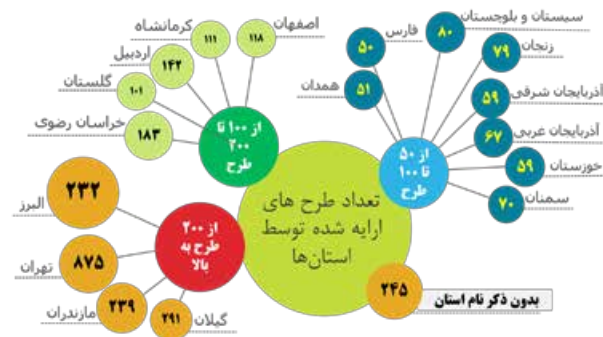 تعداد طرح های
ارایه شده توسط
استان‌ها
از ۵۰
تا ۱۰۰
طرح
سیستان و بلوچستان
۸۰
فارس
۵۰
زنجان
۷۹
همدان
۵۱
آذربایجان شرقی
۵۹
آذربایجان غربی
۶۷
خوزستان
۵۹
سمنان
۷۰
از ۱۰۰ تا
۲۰۰
طرح
اصفهان
۱۱۸
کرمانشاه
۱۱۱
اردبیل
۱۴۲
گلستان
۱۰۱
خراسان رضوی
۱۸۳
از ۲۰۰
طرح به
بالا
البرز
۲۳۲
تهران
۸۷۵
مازندران
۲۳۹
گیلان
۲۹۱
بدون ذکر نام استان
۲۴۵